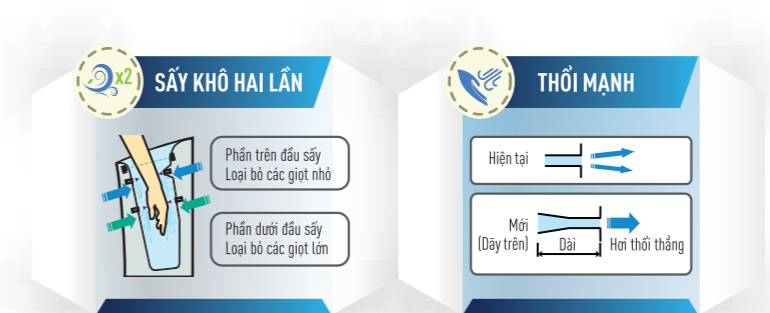 x2
SẤY KHÔ HAI LẦN
Phần trên đầu sấy
Loại bỏ các giọt nhỏ
Phần dưới đầu sấy
Loại bỏ các giọt lớn
THỔI MẠNH
Hiện tại
Mới
(Dãy trên)
Dài
Hơi thổi thẳng